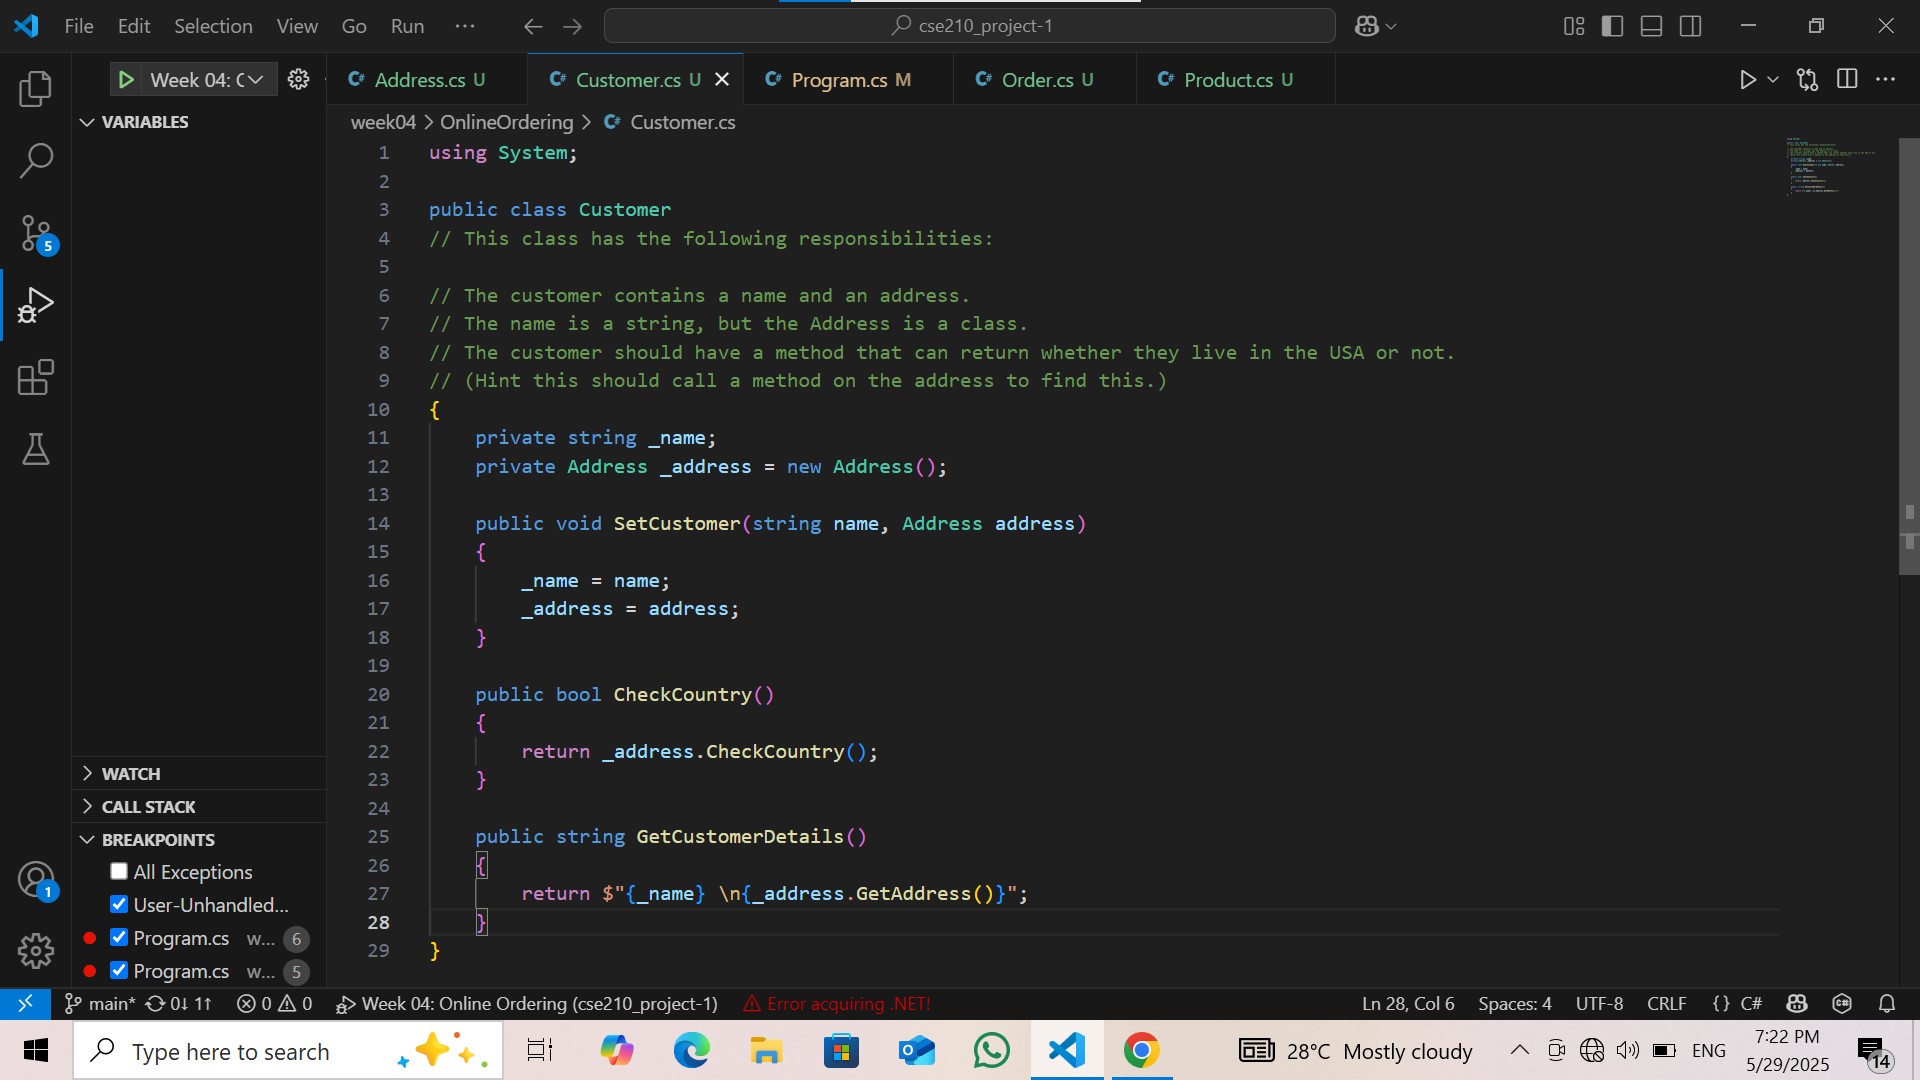 File Edit Selection View Go Run ··· cse210_project-1
Week 04: C
C# Address.cs U C# Customer.cs U C# Program.cs M C# Order.cs U C# Product.cs U
VARIABLES
week04 > OnlineOrdering > C# Customer.cs
1 using System;
2
3 public class Customer
4 // This class has the following responsibilities:
5
6 // The customer contains a name and an address.
7 // The name is a string, but the Address is a class.
8 // The customer should have a method that can return whether they live in the USA or not.
9 // (Hint this should call a method on the address to find this.)
10 {
11 private string _name;
12 private Address _address = new Address();
13
14 public void SetCustomer(string name, Address address)
15 {
16 _name = name;
17 _address = address;
18 }
19
20 public bool CheckCountry()
21 {
22 return _address.CheckCountry();
23 }
24
25 public string GetCustomerDetails()
26 {
27 return $"{_name} \n{_address.GetAddress()}";
28 }
29 }
5
1
WATCH
CALL STACK
BREAKPOINTS
All Exceptions
User-Unhandled...
Program.cs w... 6
Program.cs w... 5
main* 0↓ 1↑ 0 0 Week 04: Online Ordering (cse210_project-1) Error acquiring .NET! Ln 28, Col 6 Spaces: 4 UTF-8 CRLF {} C#
Type here to search 28°C Mostly cloudy ENG 7:22 PM
5/29/2025 14